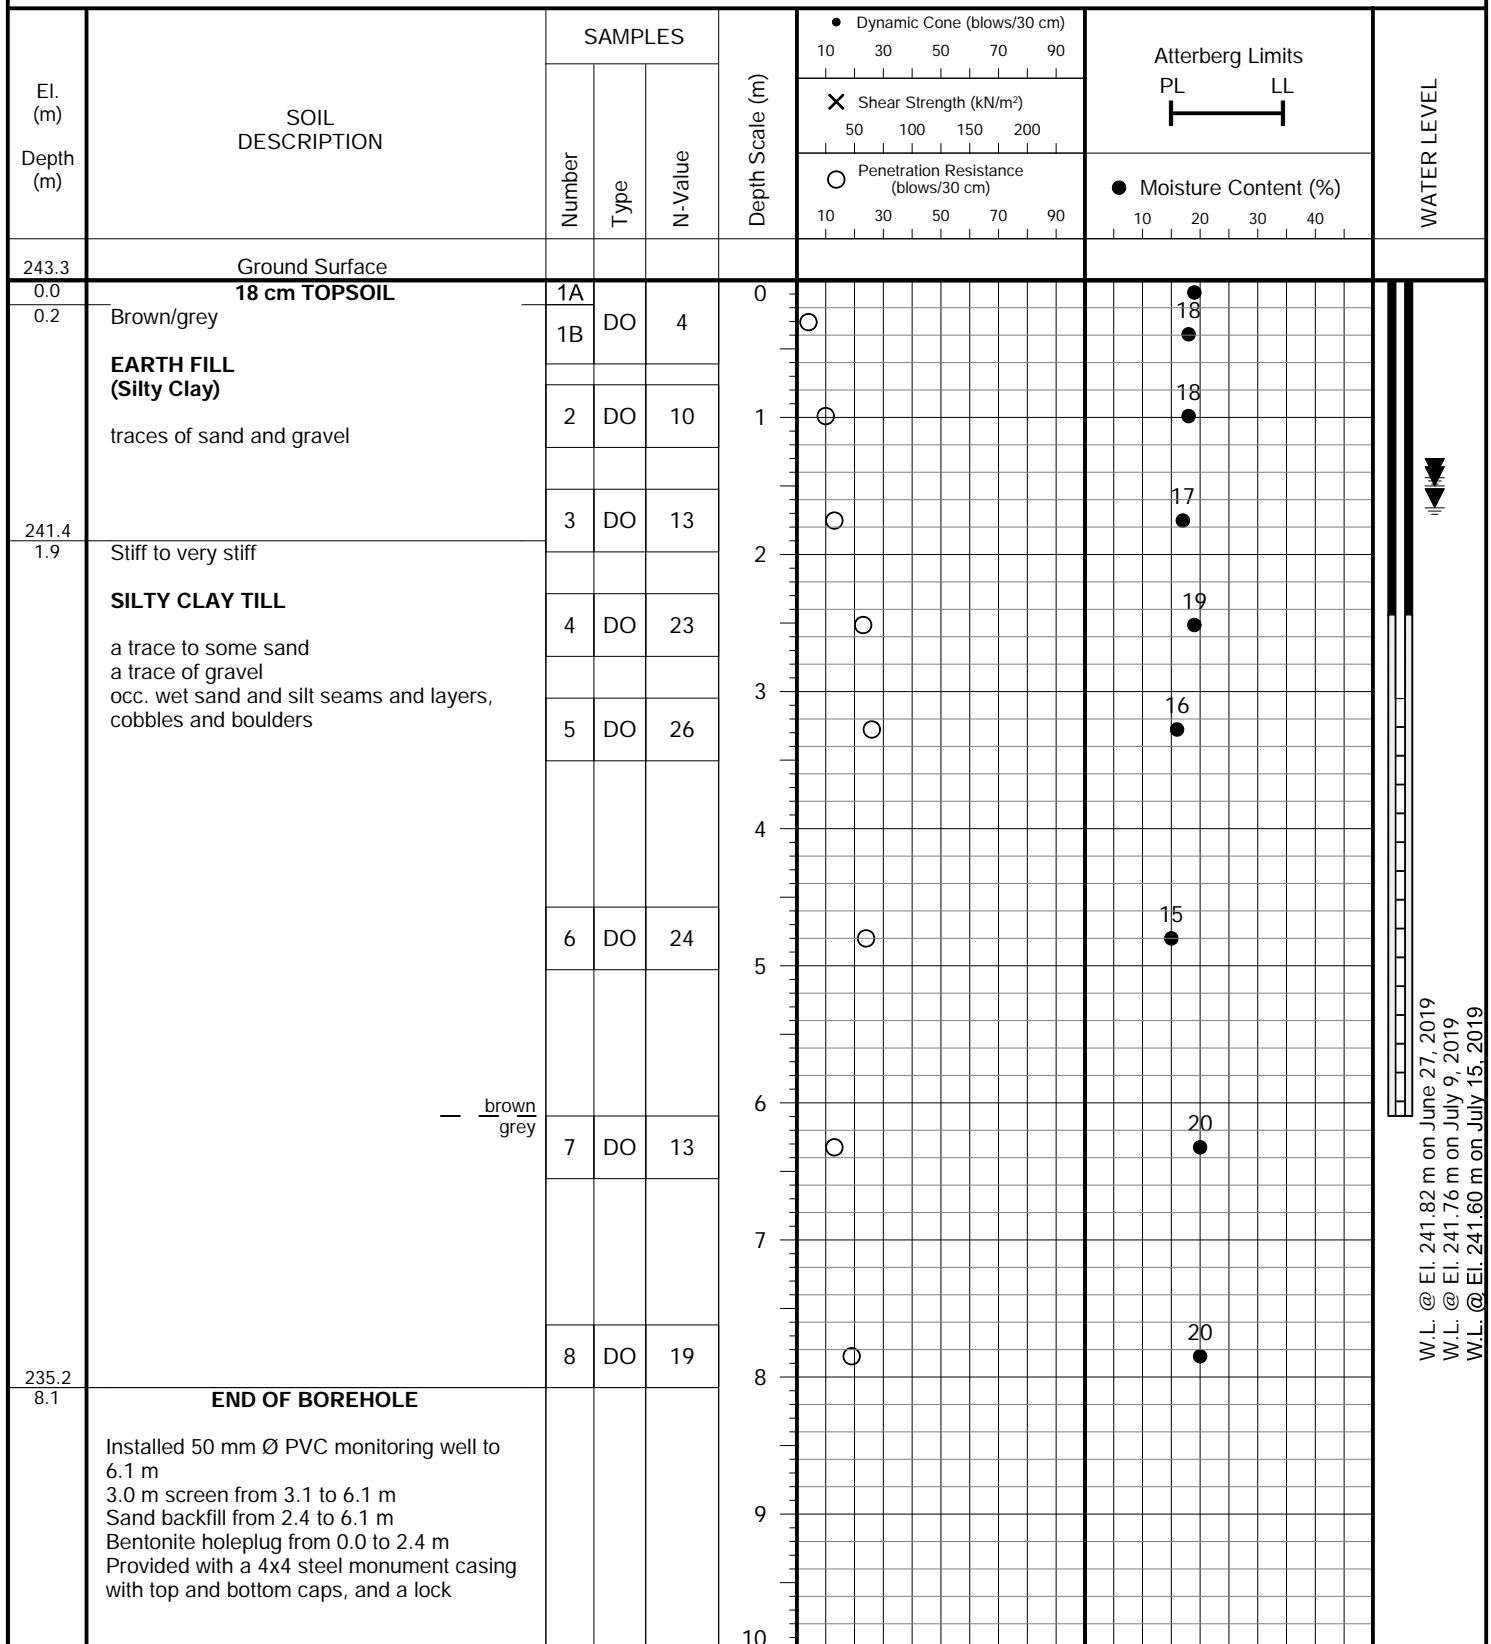 El.
(m)
Depth
(m)
SOIL
DESCRIPTION
SAMPLES
Number
Type
N-Value
Depth Scale (m)
● Dynamic Cone (blows/30 cm)
10 30 50 70 90
✕ Shear Strength (kN/m²)
50 100 150 200
○ Penetration Resistance
(blows/30 cm)
10 30 50 70 90
Atterberg Limits
PL LL
● Moisture Content (%)
10 20 30 40
WATER LEVEL
243.3 Ground Surface
0.0 18 cm TOPSOIL 1A 0
0.2 Brown/grey 1B DO 4 18
EARTH FILL
(Silty Clay)
18
2 DO 10 1
traces of sand and gravel
17
3 DO 13
241.4
1.9 Stiff to very stiff 2
SILTY CLAY TILL 19
4 DO 23
a trace to some sand
a trace of gravel
occ. wet sand and silt seams and layers, 3
cobbles and boulders 16
5 DO 26
4
15
6 DO 24
5
6
brown
grey
20
7 DO 13
7
20
8 DO 19
235.2 8
8.1 END OF BOREHOLE
Installed 50 mm Ø PVC monitoring well to
6.1 m
3.0 m screen from 3.1 to 6.1 m
Sand backfill from 2.4 to 6.1 m 9
Bentonite holeplug from 0.0 to 2.4 m
Provided with a 4x4 steel monument casing
with top and bottom caps, and a lock
10
W.L. @ El. 241.82 m on June 27, 2019
W.L. @ El. 241.76 m on July 9, 2019
W.L. @ El. 241.60 m on July 15, 2019